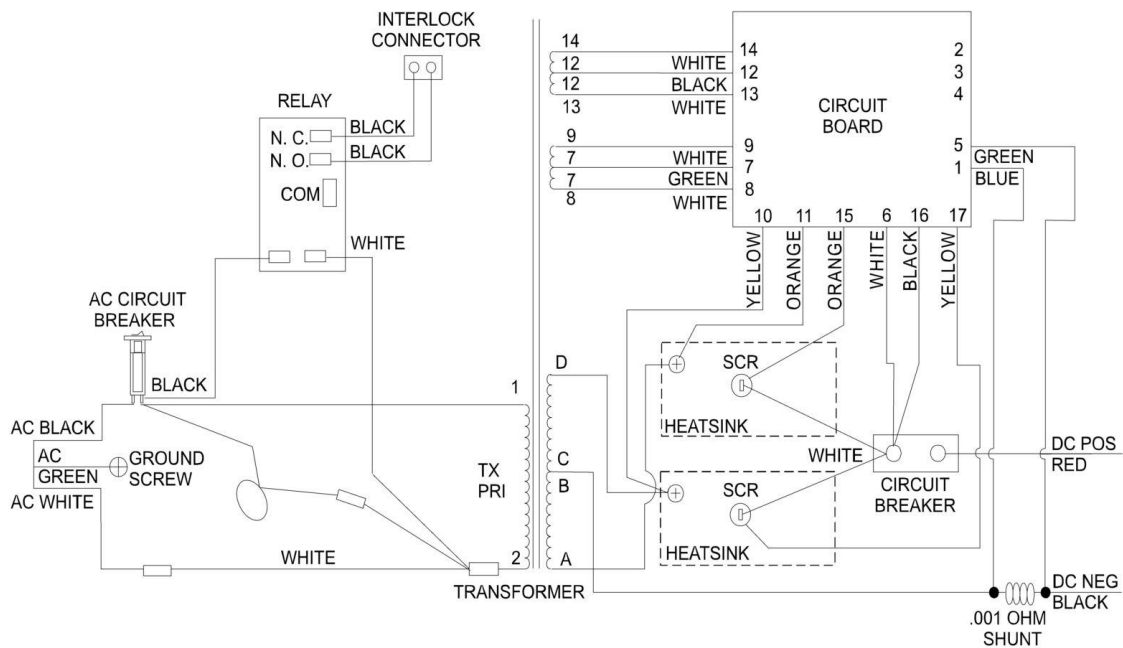 INTERLOCK
CONNECTOR
RELAY
N. C.
BLACK
N. O.
BLACK
COM
WHITE
AC CIRCUIT
BREAKER
BLACK
AC BLACK
AC
GREEN
AC WHITE
GROUND
SCREW
WHITE
TX
PRI
1
2
TRANSFORMER
14
12
12
13
WHITE
BLACK
WHITE
9
7
7
8
WHITE
GREEN
WHITE
D
C
B
A
14
12
13
9
7
8
CIRCUIT
BOARD
2
3
4
5
1
GREEN
BLUE
10 11 15 6 16 17
YELLOW
ORANGE
ORANGE
WHITE
BLACK
YELLOW
SCR
HEATSINK
SCR
HEATSINK
WHITE
CIRCUIT
BREAKER
DC POS
RED
DC NEG
BLACK
.001 OHM
SHUNT